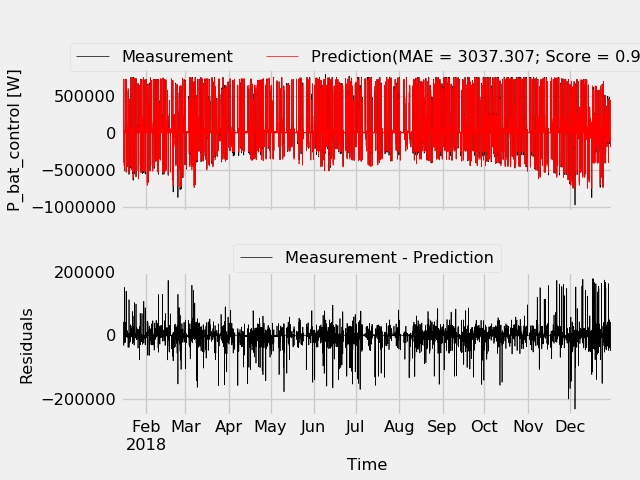 Measurement
Prediction(MAE = 3037.307; Score = 0.9
P_bat_control [W]
500000
0
−500000
−1000000
Measurement - Prediction
Residuals
200000
0
−200000
Feb Mar Apr May Jun Jul Aug Sep Oct Nov Dec
2018
Time